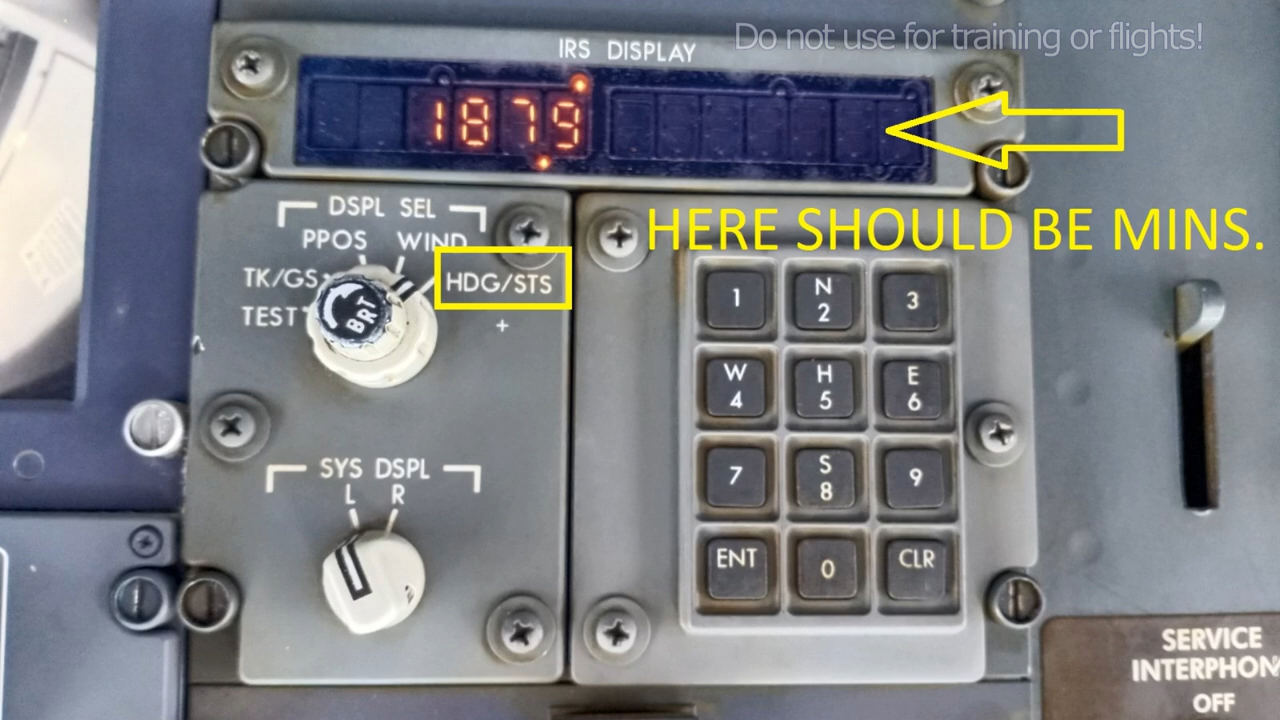 Do not use for training or flights!
IRS DISPLAY
1879
HERE SHOULD BE MINS.
DSPL SEL
PPOS WIND
TK/GS HDG/STS
TEST
BRT
+
SYS DSPL
L R
1 N 2 3
W 4 H 5 E 6
7 S 8 9
ENT 0 CLR
SERVICE
INTERPHON
OFF